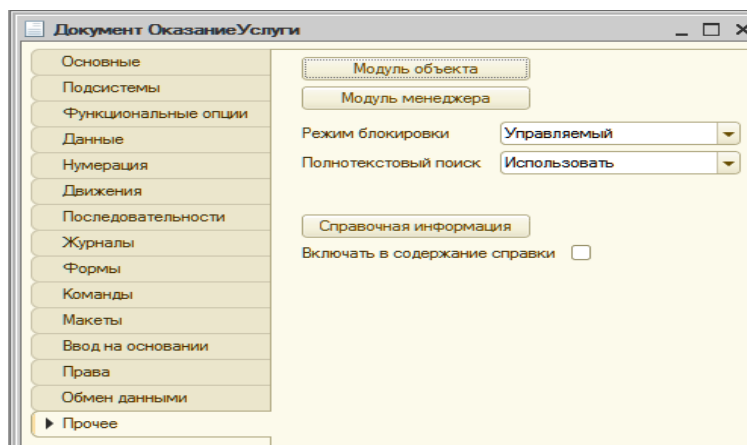 Документ ОказаниеУслуги
Основные
Подсистемы
Функциональные опции
Данные
Нумерация
Движения
Последовательности
Журналы
Формы
Команды
Макеты
Ввод на основании
Права
Обмен данными
Прочее
Модуль объекта
Модуль менеджера
Режим блокировки Управляемый
Полнотекстовый поиск Использовать
Справочная информация
Включать в содержание справки